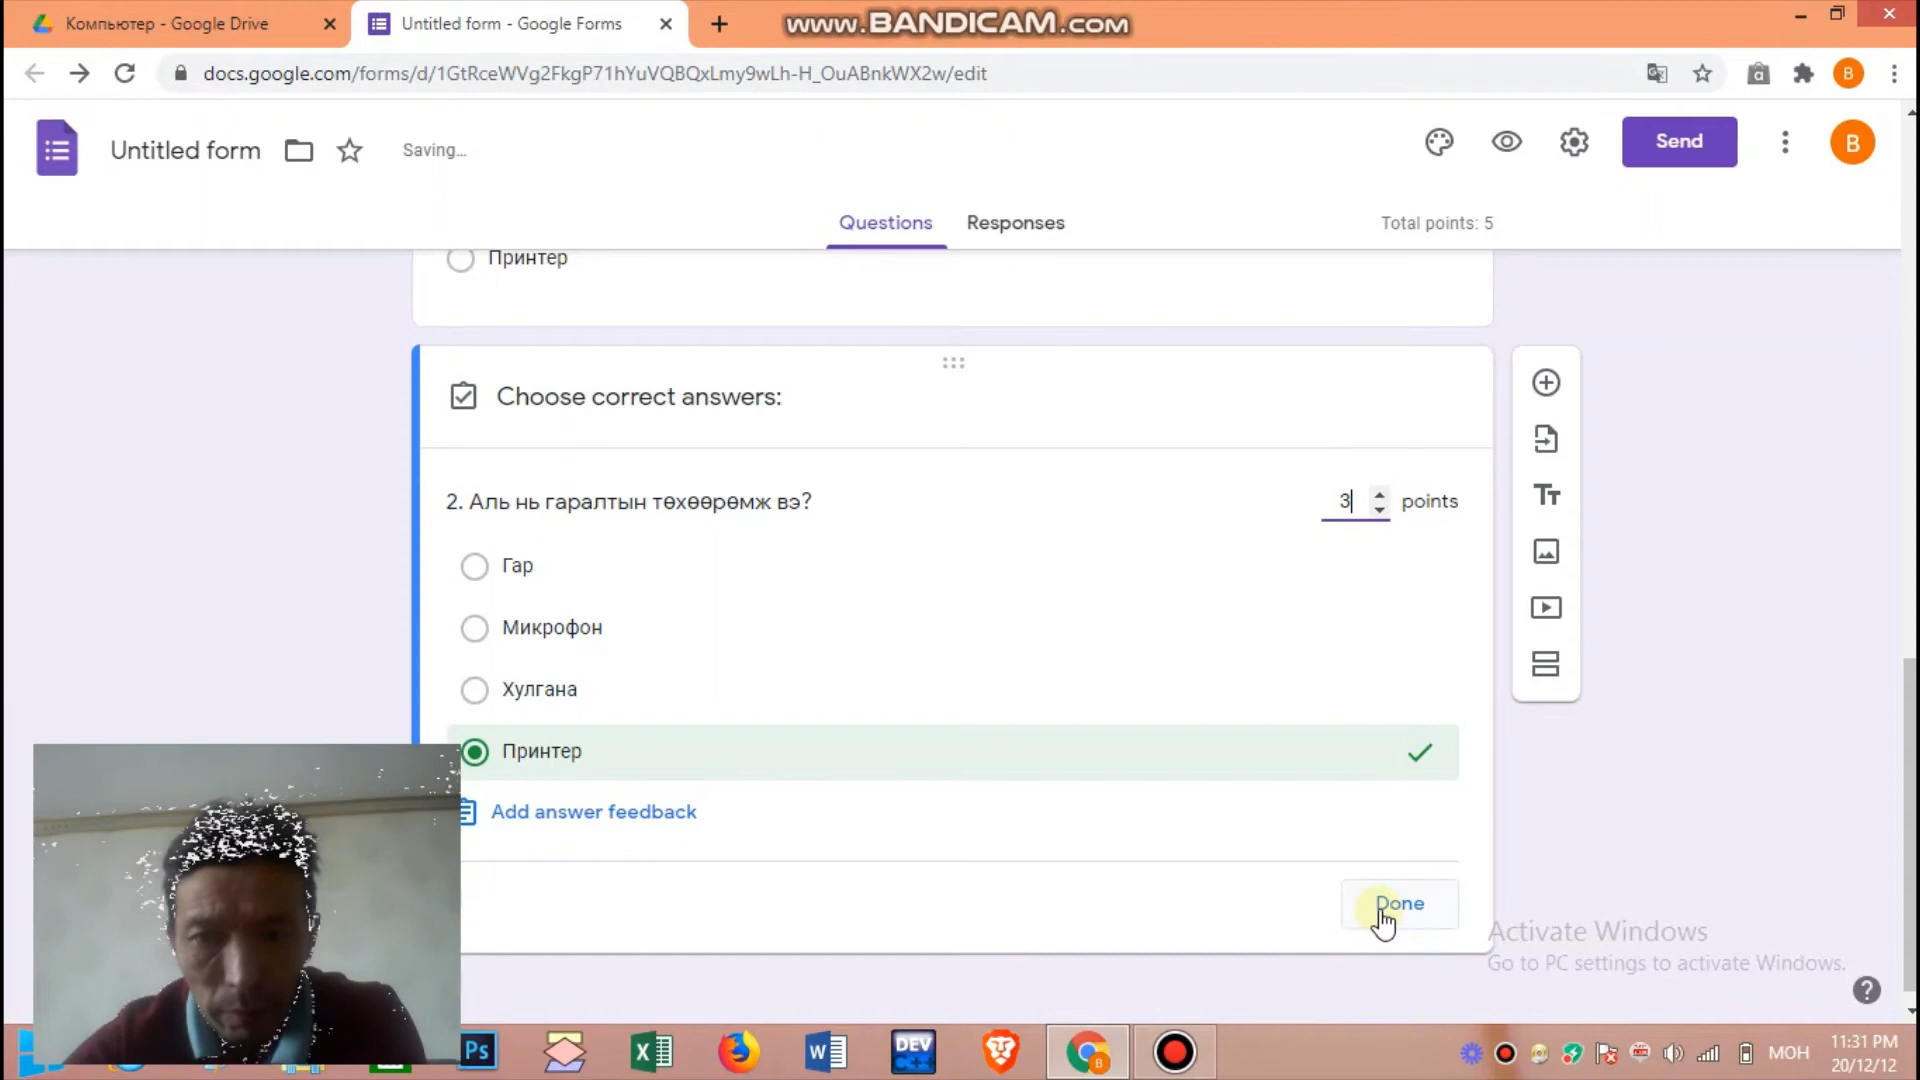 Компьютер - Google Drive
Untitled form - Google Forms
www.BANDICAM.com
docs.google.com/forms/d/1GtRceWVg2FkgP71hYuVQBQxLmy9wLh-H_OuABnkWX2w/edit
B
Untitled form
Saving...
Send
B
Questions
Responses
Total points: 5
Принтер
Choose correct answers:
2. Аль нь гаралтын төхөөрөмж вэ?
3 points
Гар
Микрофон
Хулгана
Принтер
Add answer feedback
Done
Activate Windows
Go to PC settings to activate Windows.
Ps
X
W
DEV
C++
B
МОН
11:31 PM
20/12/12